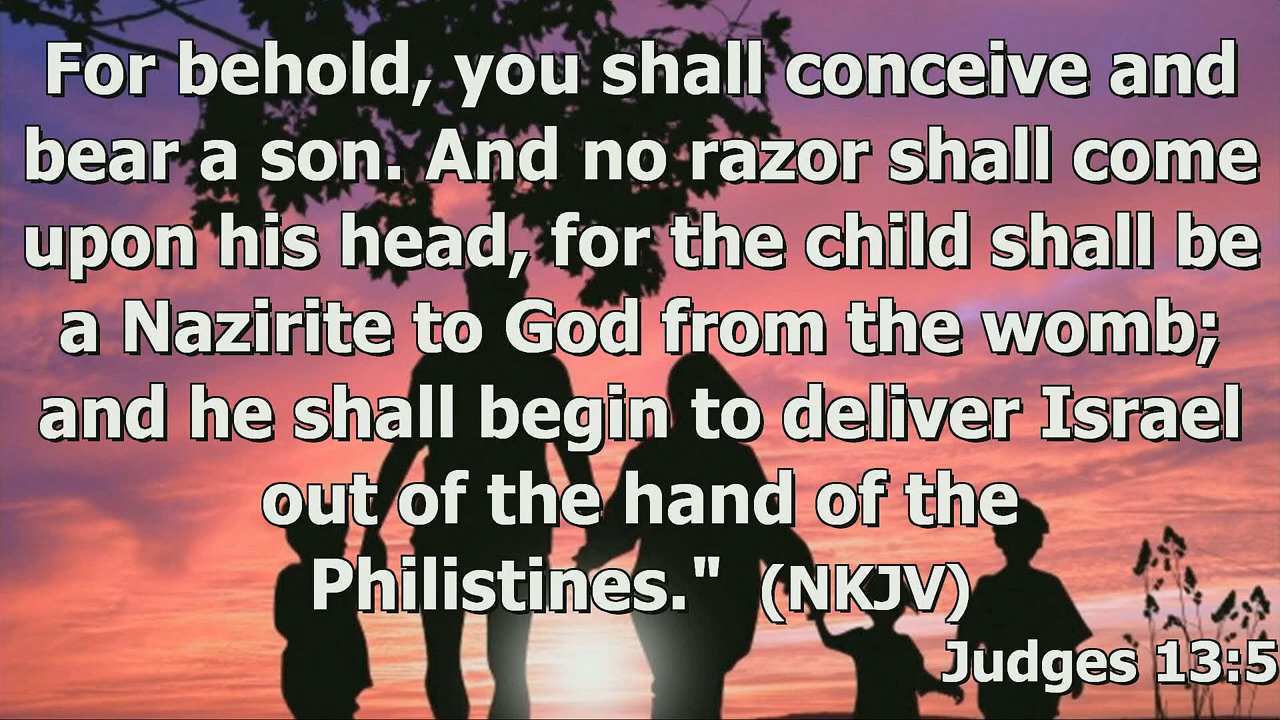 For behold, you shall conceive and
bear a son. And no razor shall come
upon his head, for the child shall be
a Nazirite to God from the womb;
and he shall begin to deliver Israel
out of the hand of the
Philistines."  (NKJV)
Judges 13:5